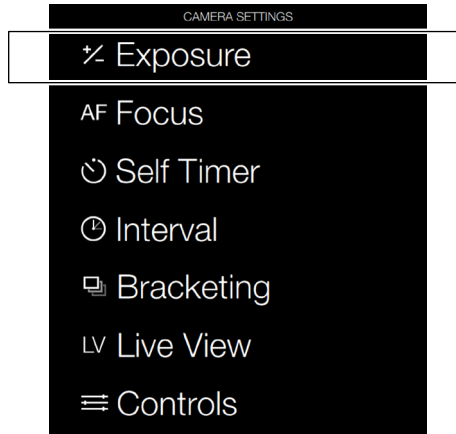 CAMERA SETTINGS
+/- Exposure
AF Focus
Self Timer
Interval
Bracketing
LV Live View
Controls